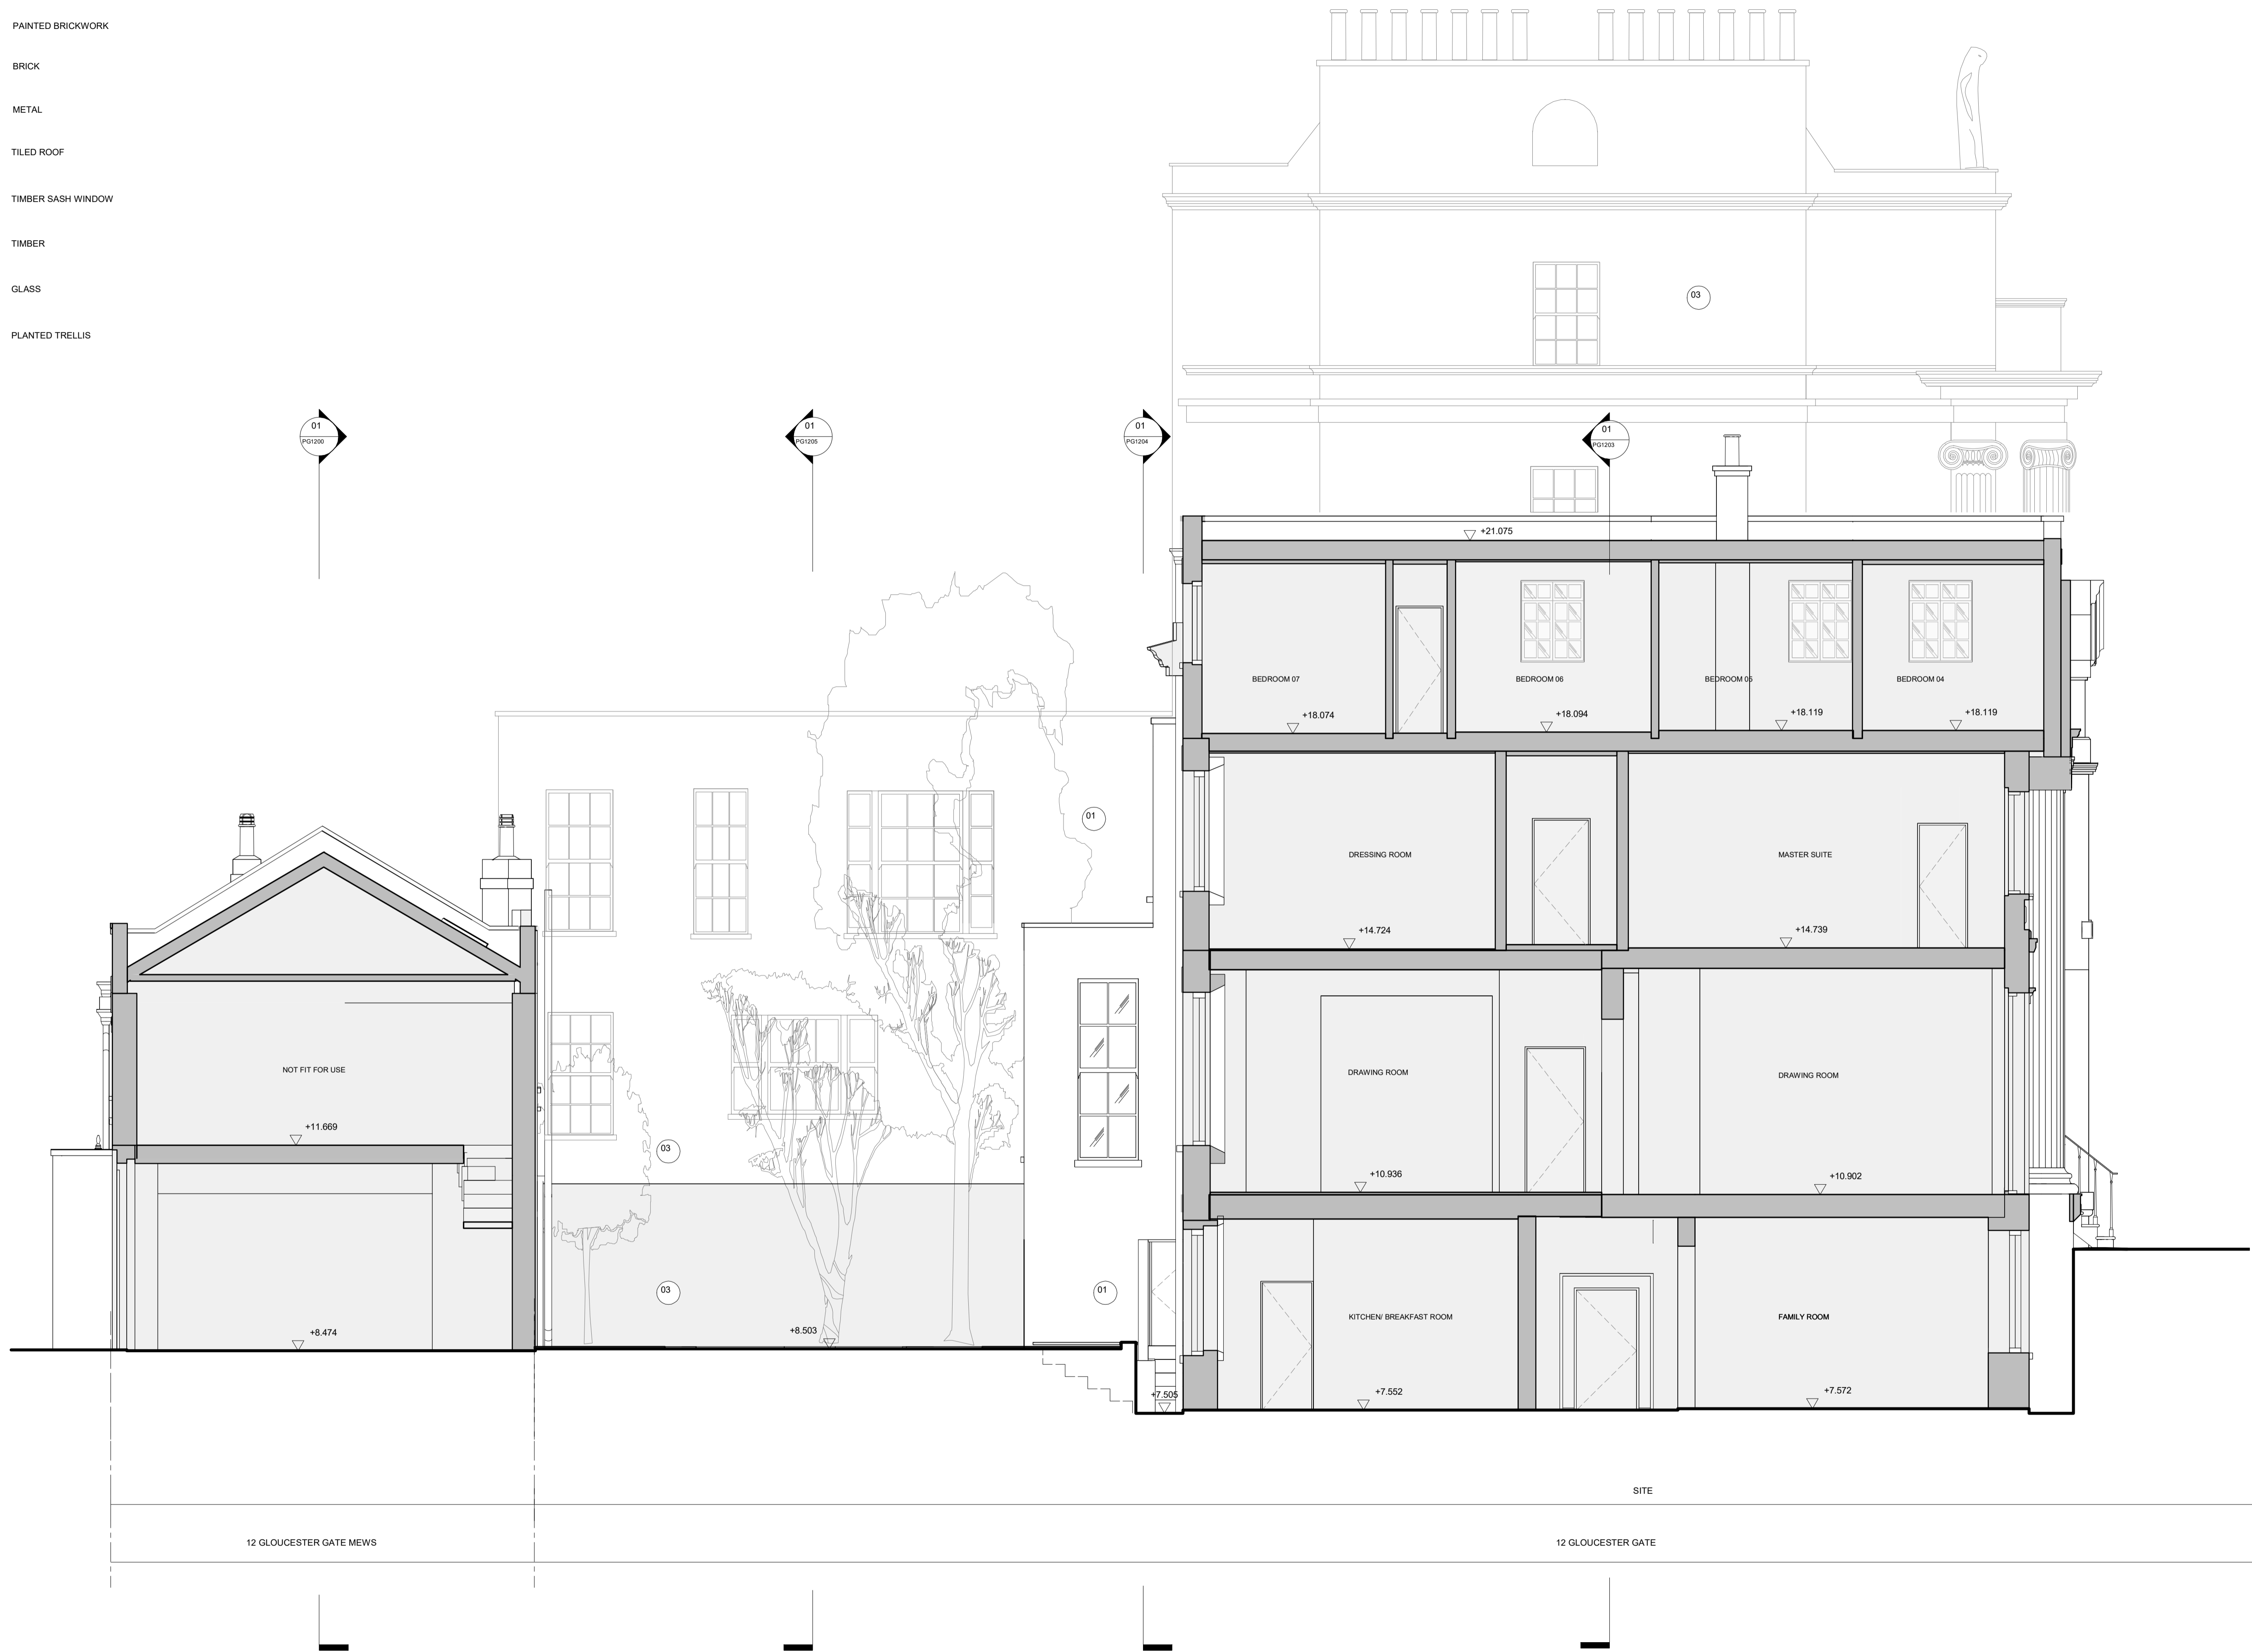 PAINTED BRICKWORK
BRICK
METAL
TILED ROOF
TIMBER SASH WINDOW
TIMBER
GLASS
PLANTED TRELLIS
03
01
PG1200
01
PG1205
01
PG1204
01
PG1203
+21.075
BEDROOM 07
BEDROOM 06
BEDROOM 05
BEDROOM 04
+18.074
+18.094
+18.119
+18.119
01
DRESSING ROOM
MASTER SUITE
+14.724
+14.739
NOT FIT FOR USE
DRAWING ROOM
DRAWING ROOM
+11.669
03
+10.936
+10.902
03
01
KITCHEN/ BREAKFAST ROOM
FAMILY ROOM
+8.474
+8.503
+7.505
+7.552
+7.572
SITE
12 GLOUCESTER GATE MEWS
12 GLOUCESTER GATE